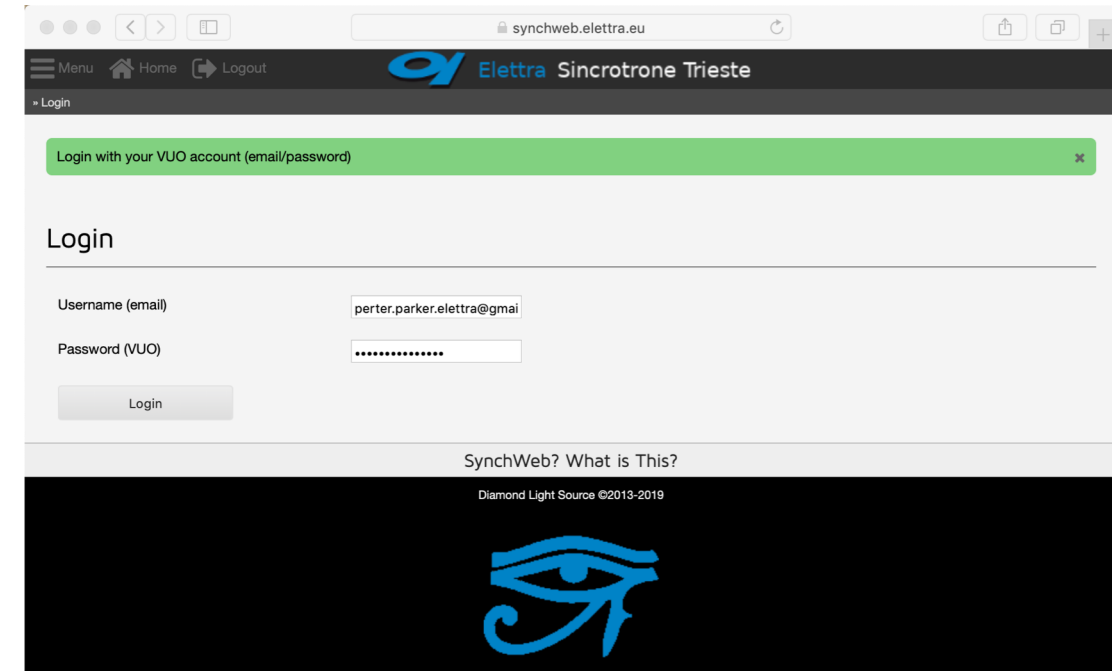 synchweb.elettra.eu
Menu Home Logout Elettra Sincrotrone Trieste
» Login
Login with your VUO account (email/password)
Login
Username (email) perter.parker.elettra@gmai
Password (VUO) •••••••••••••••
Login
SynchWeb? What is This?
Diamond Light Source ©2013-2019